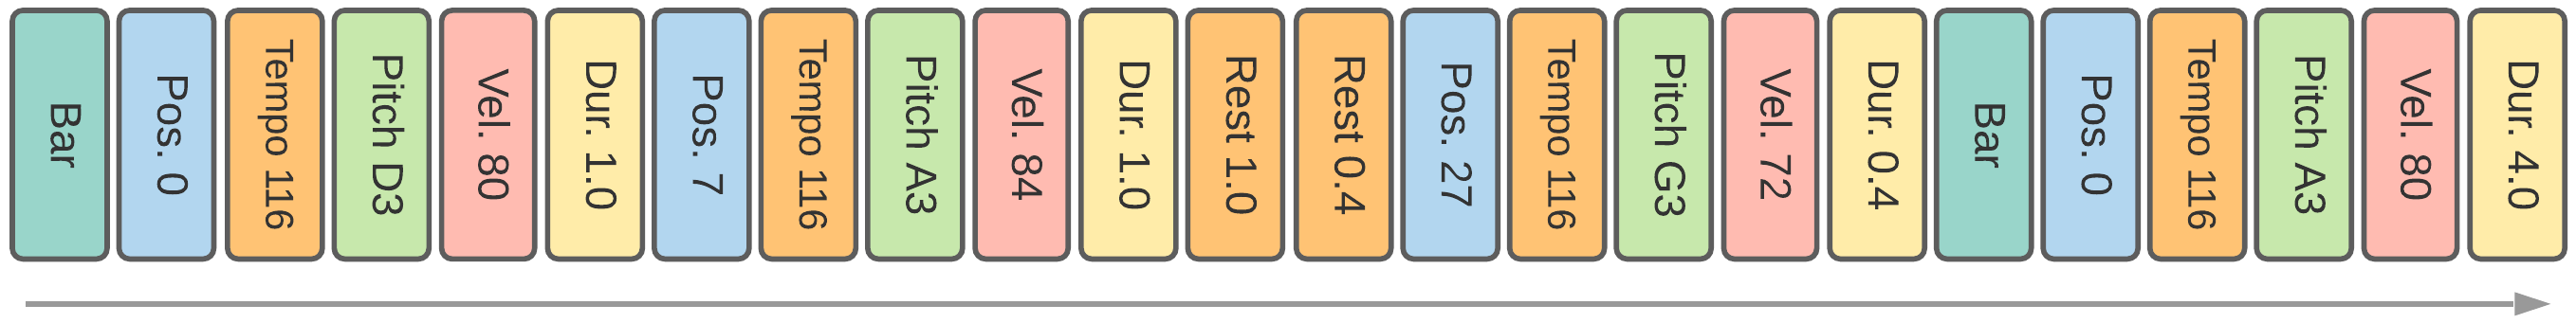 Bar
Pos. 0
Tempo 116
Pitch D3
Vel. 80
Dur. 1.0
Pos. 7
Tempo 116
Pitch A3
Vel. 84
Dur. 1.0
Rest 1.0
Rest 0.4
Pos. 27
Tempo 116
Pitch G3
Vel. 72
Dur. 0.4
Bar
Pos. 0
Tempo 116
Pitch A3
Vel. 80
Dur. 4.0